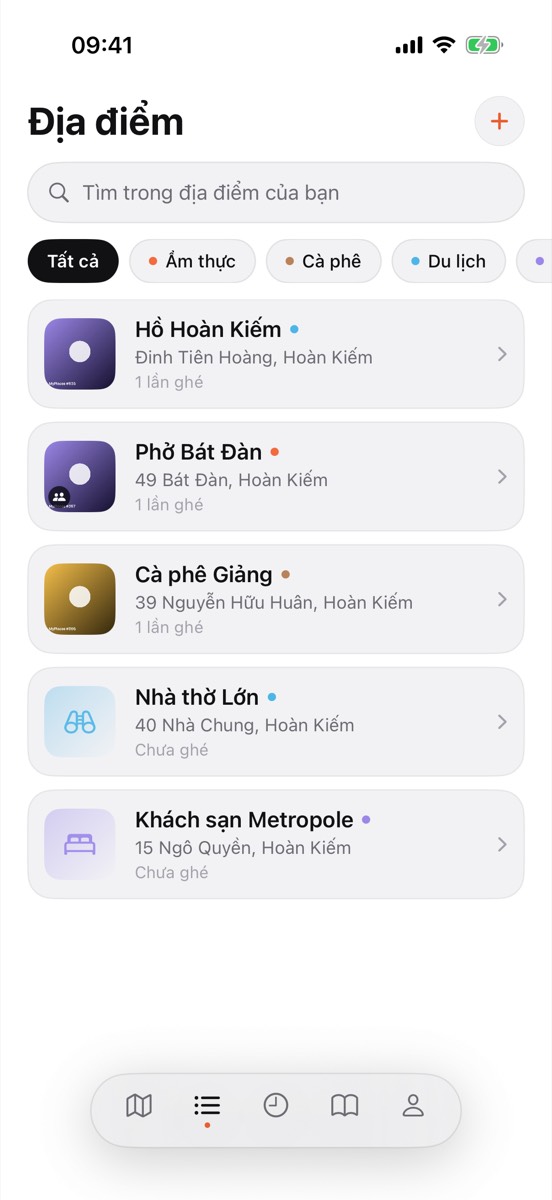 09:41
Địa điểm
Tìm trong địa điểm của bạn
Tất cả
Ẩm thực
Cà phê
Du lịch
Hồ Hoàn Kiếm
Đinh Tiên Hoàng, Hoàn Kiếm
1 lần ghé
Phở Bát Đàn
49 Bát Đàn, Hoàn Kiếm
1 lần ghé
Cà phê Giảng
39 Nguyễn Hữu Huân, Hoàn Kiếm
1 lần ghé
Nhà thờ Lớn
40 Nhà Chung, Hoàn Kiếm
Chưa ghé
Khách sạn Metropole
15 Ngô Quyền, Hoàn Kiếm
Chưa ghé